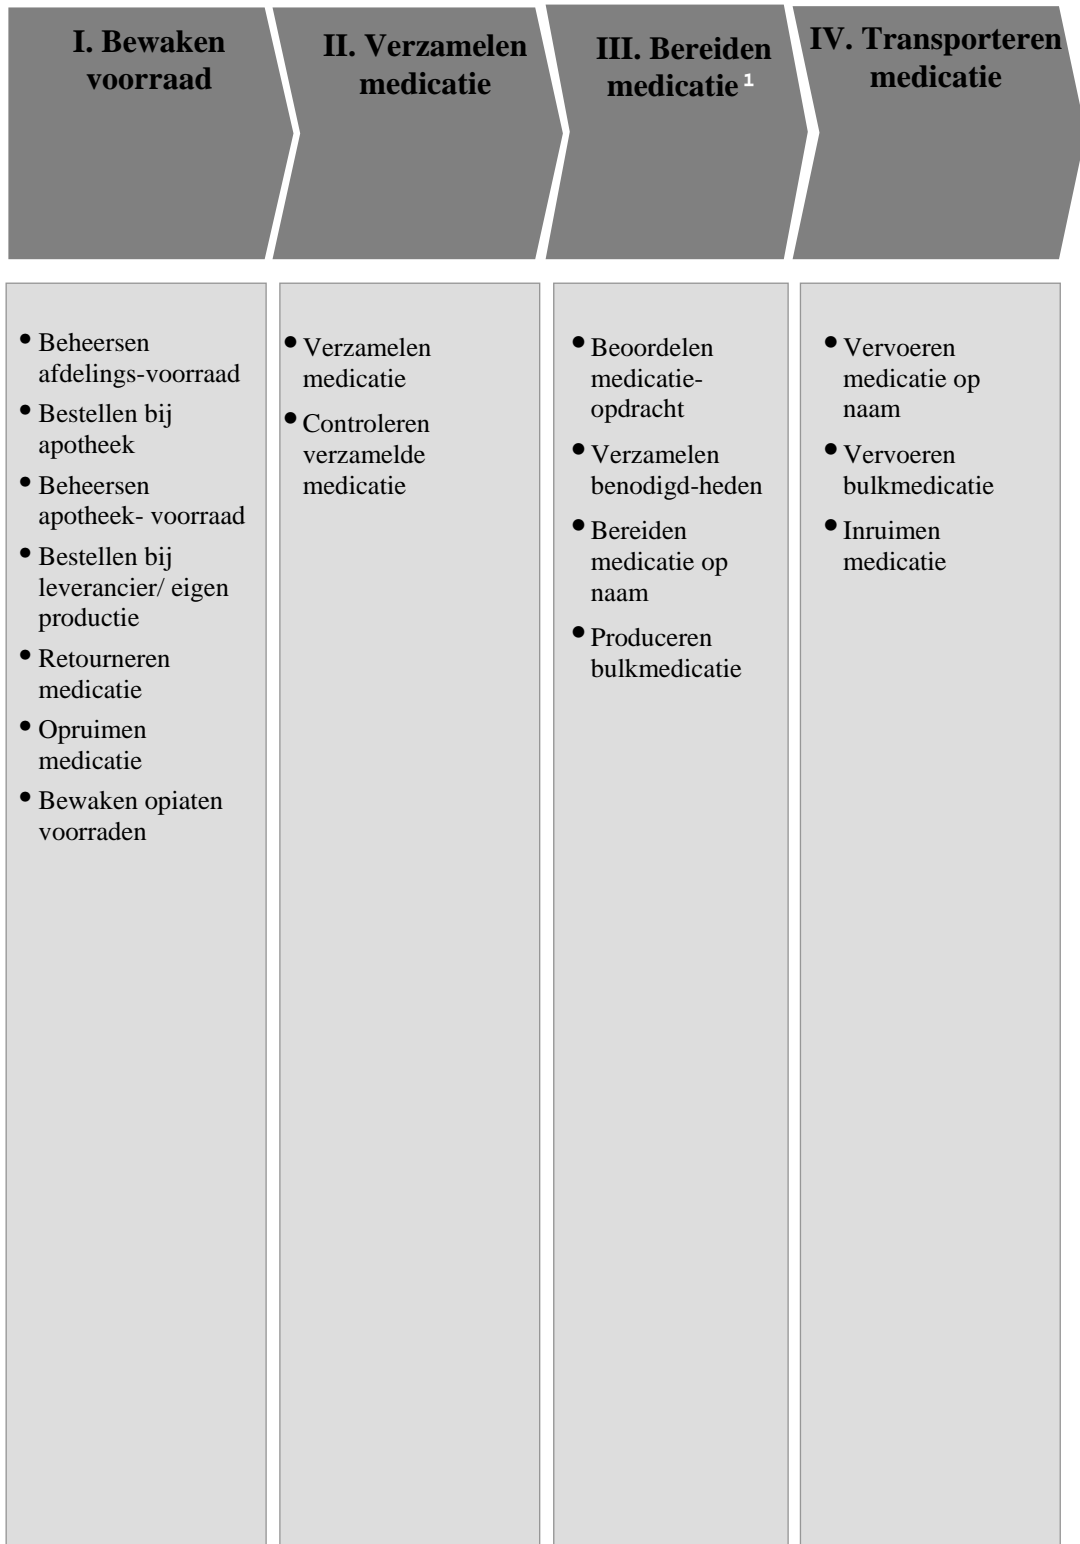 I. Bewaken
voorraad
II. Verzamelen
medicatie
III. Bereiden
medicatie 1
IV. Transporteren
medicatie
• Beheersen
afdelings-voorraad
• Bestellen bij
apotheek
• Beheersen
apotheek- voorraad
• Bestellen bij
leverancier/ eigen
productie
• Retourneren
medicatie
• Opruimen
medicatie
• Bewaken opiaten
voorraden
• Verzamelen
medicatie
• Controleren
verzamelde
medicatie
• Beoordelen
medicatie-
opdracht
• Verzamelen
benodigd-heden
• Bereiden
medicatie op
naam
• Produceren
bulkmedicatie
• Vervoeren
medicatie op
naam
• Vervoeren
bulkmedicatie
• Inruimen
medicatie